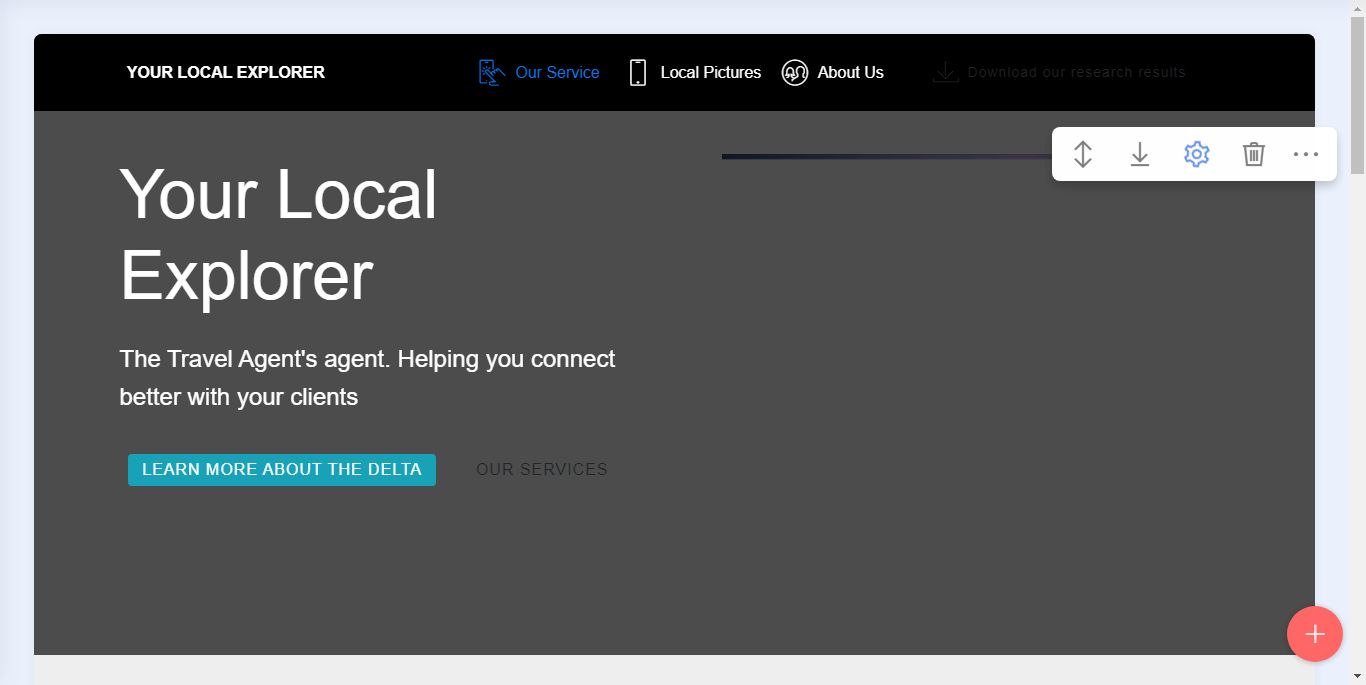 YOUR LOCAL EXPLORER
Our Service
Local Pictures
About Us
Download our research results
Your Local
Explorer
The Travel Agent's agent. Helping you connect
better with your clients
LEARN MORE ABOUT THE DELTA
OUR SERVICES